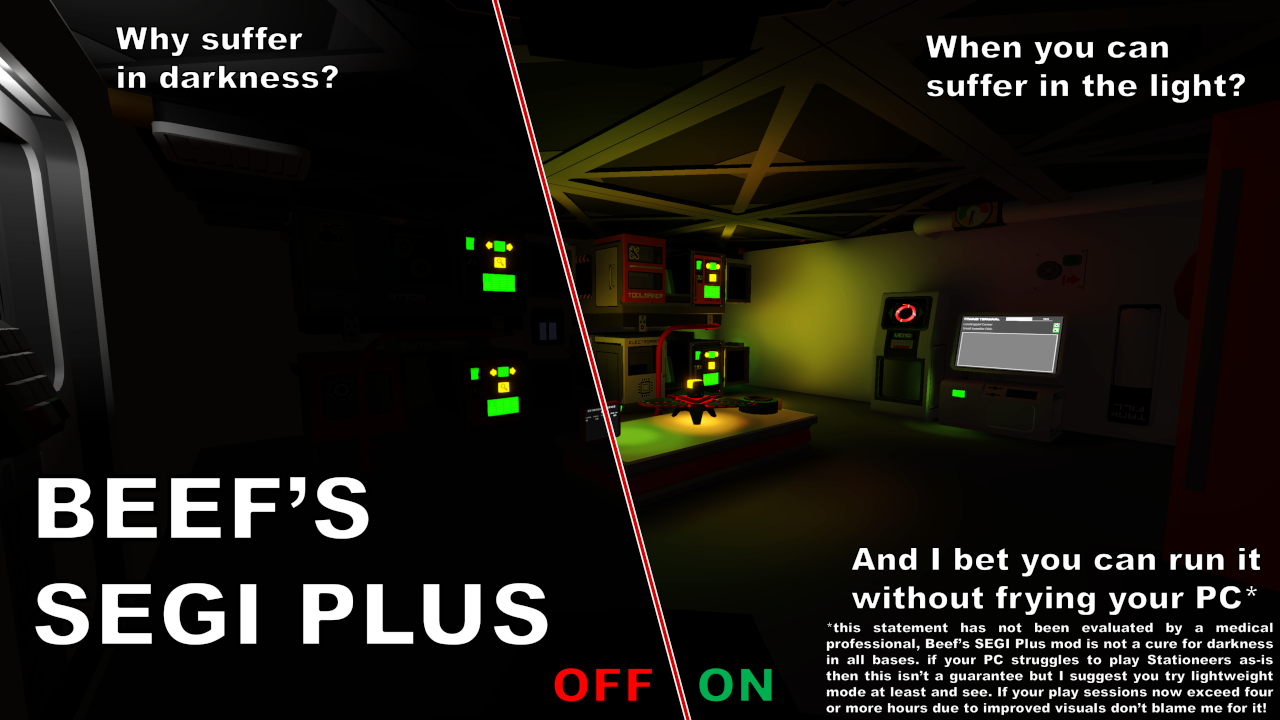 Why suffer
in darkness?
When you can
suffer in the light?
TOOLMAKER
BEEF'S
SEGI PLUS
OFF
ON
And I bet you can run it
without frying your PC*
*this statement has not been evaluated by a medical
professional, Beef's SEGI Plus mod is not a cure for darkness
in all bases. if your PC struggles to play Stationeers as-is
then this isn't a guarantee but I suggest you try lightweight
mode at least and see. If your play sessions now exceed four
or more hours due to improved visuals don't blame me for it!